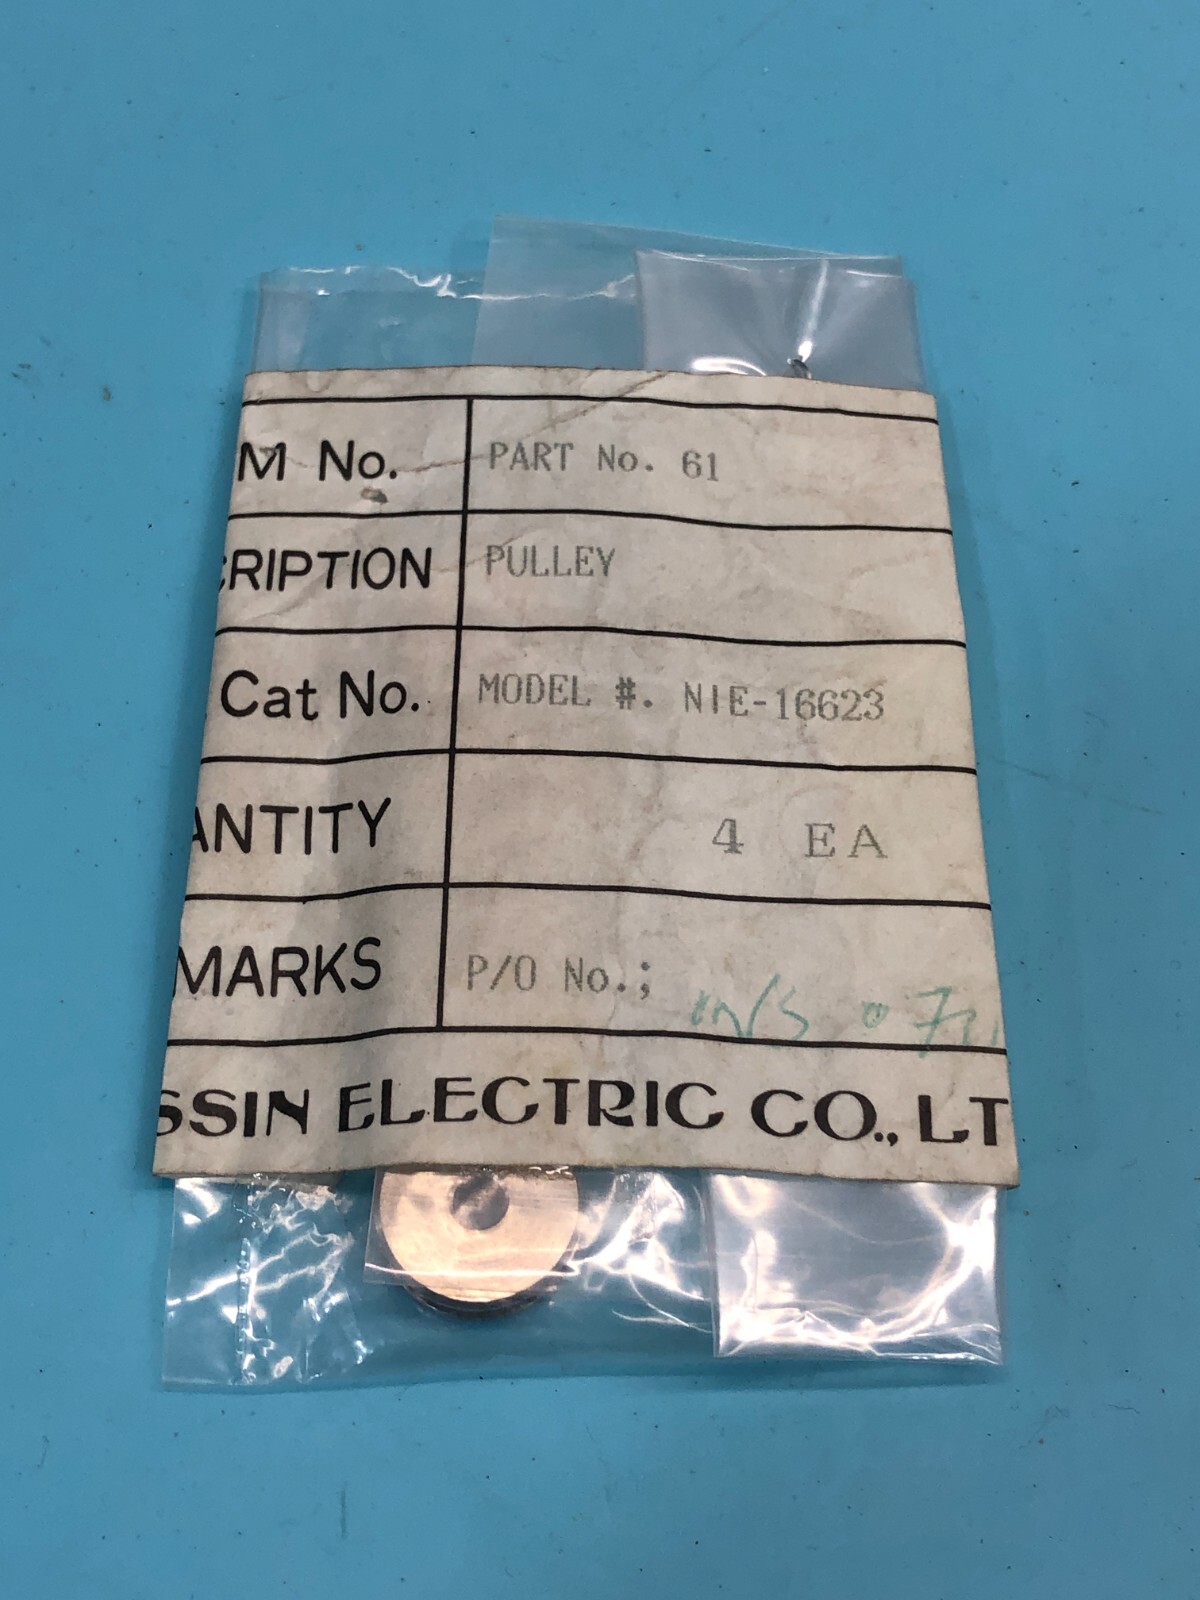 M No. PART No. 61
CRIPTION PULLEY
Cat No. MODEL #. NIE-16623
ANTITY 4 EA
MARKS P/O No.;
SSIN ELECTRIC CO., LT